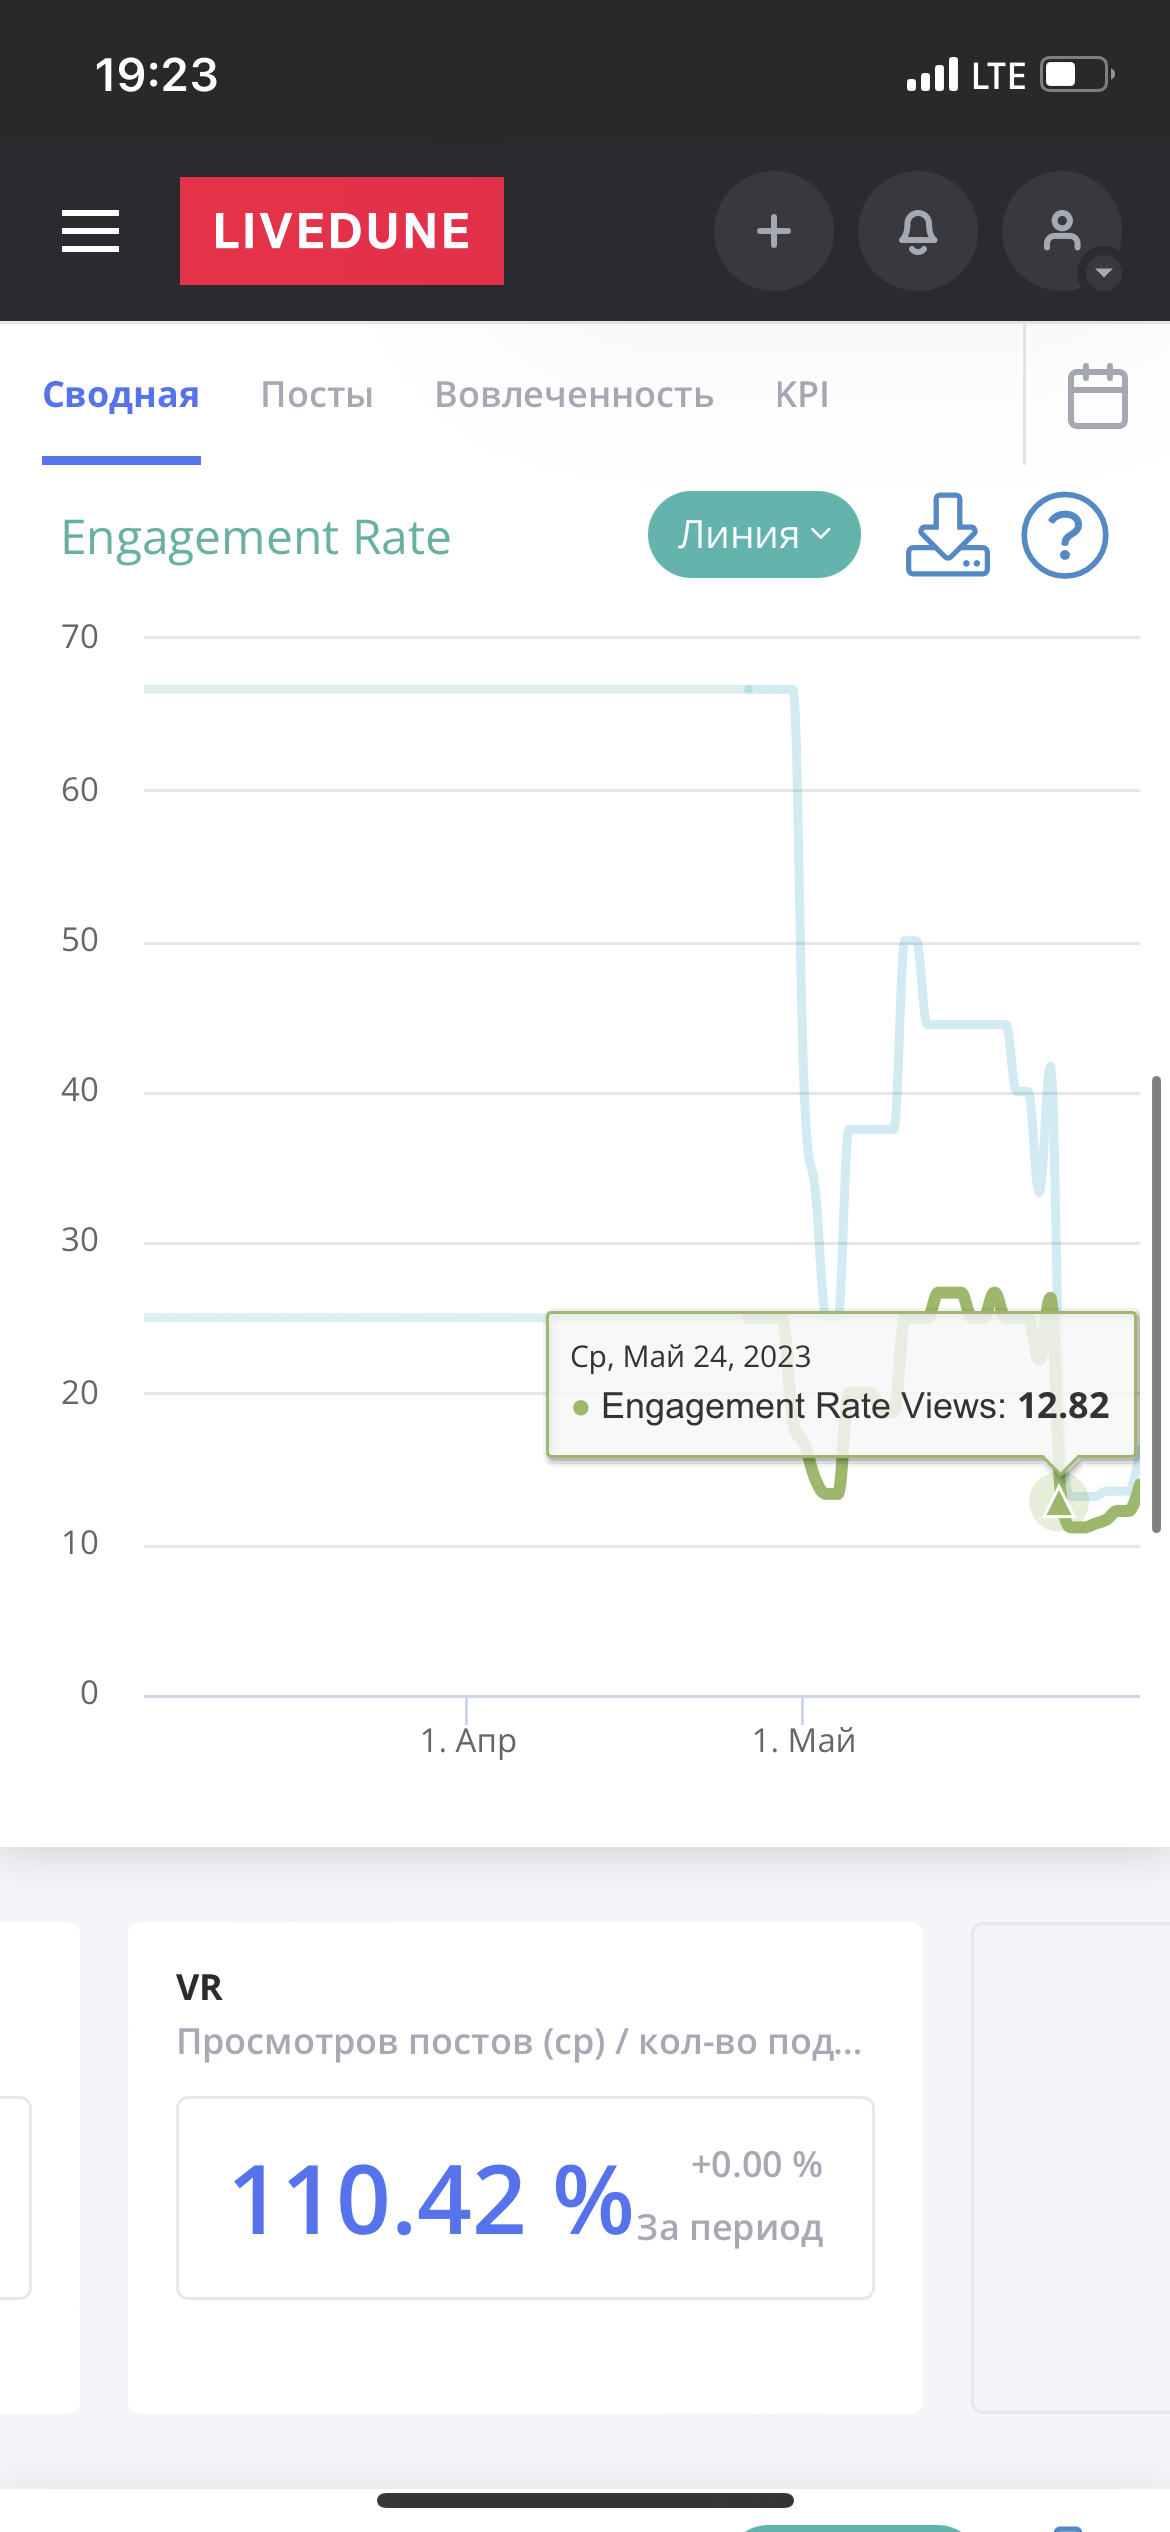 19:23
LTE
LIVEDUNE
Сводная Посты Вовлеченность KPI
Engagement Rate
Линия
70
60
50
40
30
20
10
0
Ср, Май 24, 2023
Engagement Rate Views: 12.82
1. Апр
1. Май
VR
Просмотров постов (ср) / кол-во под...
110.42 %
+0.00 %
За период